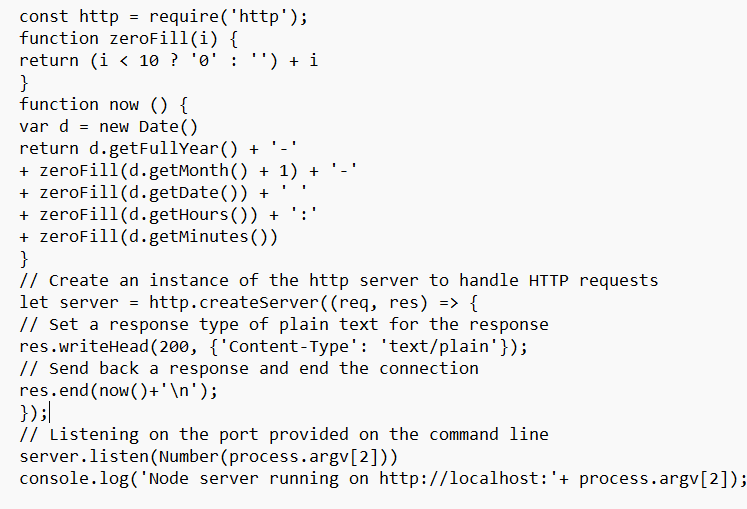 const http = require('http');
function zeroFill(i) {
return (i < 10 ? '0' : '') + i
}
function now () {
var d = new Date()
return d.getFullYear() + '-'
+ zeroFill(d.getMonth() + 1) + '-'
+ zeroFill(d.getDate()) + ' '
+ zeroFill(d.getHours()) + ':'
+ zeroFill(d.getMinutes())
}
// Create an instance of the http server to handle HTTP requests
let server = http.createServer((req, res) => {
// Set a response type of plain text for the response
res.writeHead(200, {'Content-Type': 'text/plain'});
// Send back a response and end the connection
res.end(now()+'\n');
});
// Listening on the port provided on the command line
server.listen(Number(process.argv[2]))
console.log('Node server running on http://localhost:'+ process.argv[2]);